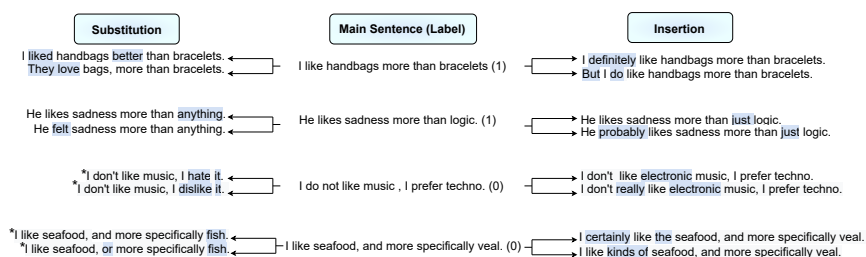 Substitution
Main Sentence (Label)
Insertion
I liked handbags better than bracelets.
They love bags, more than bracelets.
I like handbags more than bracelets (1)
I definitely like handbags more than bracelets.
But I do like handbags more than bracelets.
He likes sadness more than anything.
He felt sadness more than anything.
He likes sadness more than logic. (1)
He likes sadness more than just logic.
He probably likes sadness more than just logic.
*I don't like music, I hate it.
*I don't like music, I dislike it.
I do not like music , I prefer techno. (0)
I don't like electronic music, I prefer techno.
I don't really like electronic music, I prefer techno.
*I like seafood, and more specifically fish.
*I like seafood, or more specifically fish.
I like seafood, and more specifically veal. (0)
I certainly like the seafood, and more specifically veal.
I like kinds of seafood, and more specifically veal.